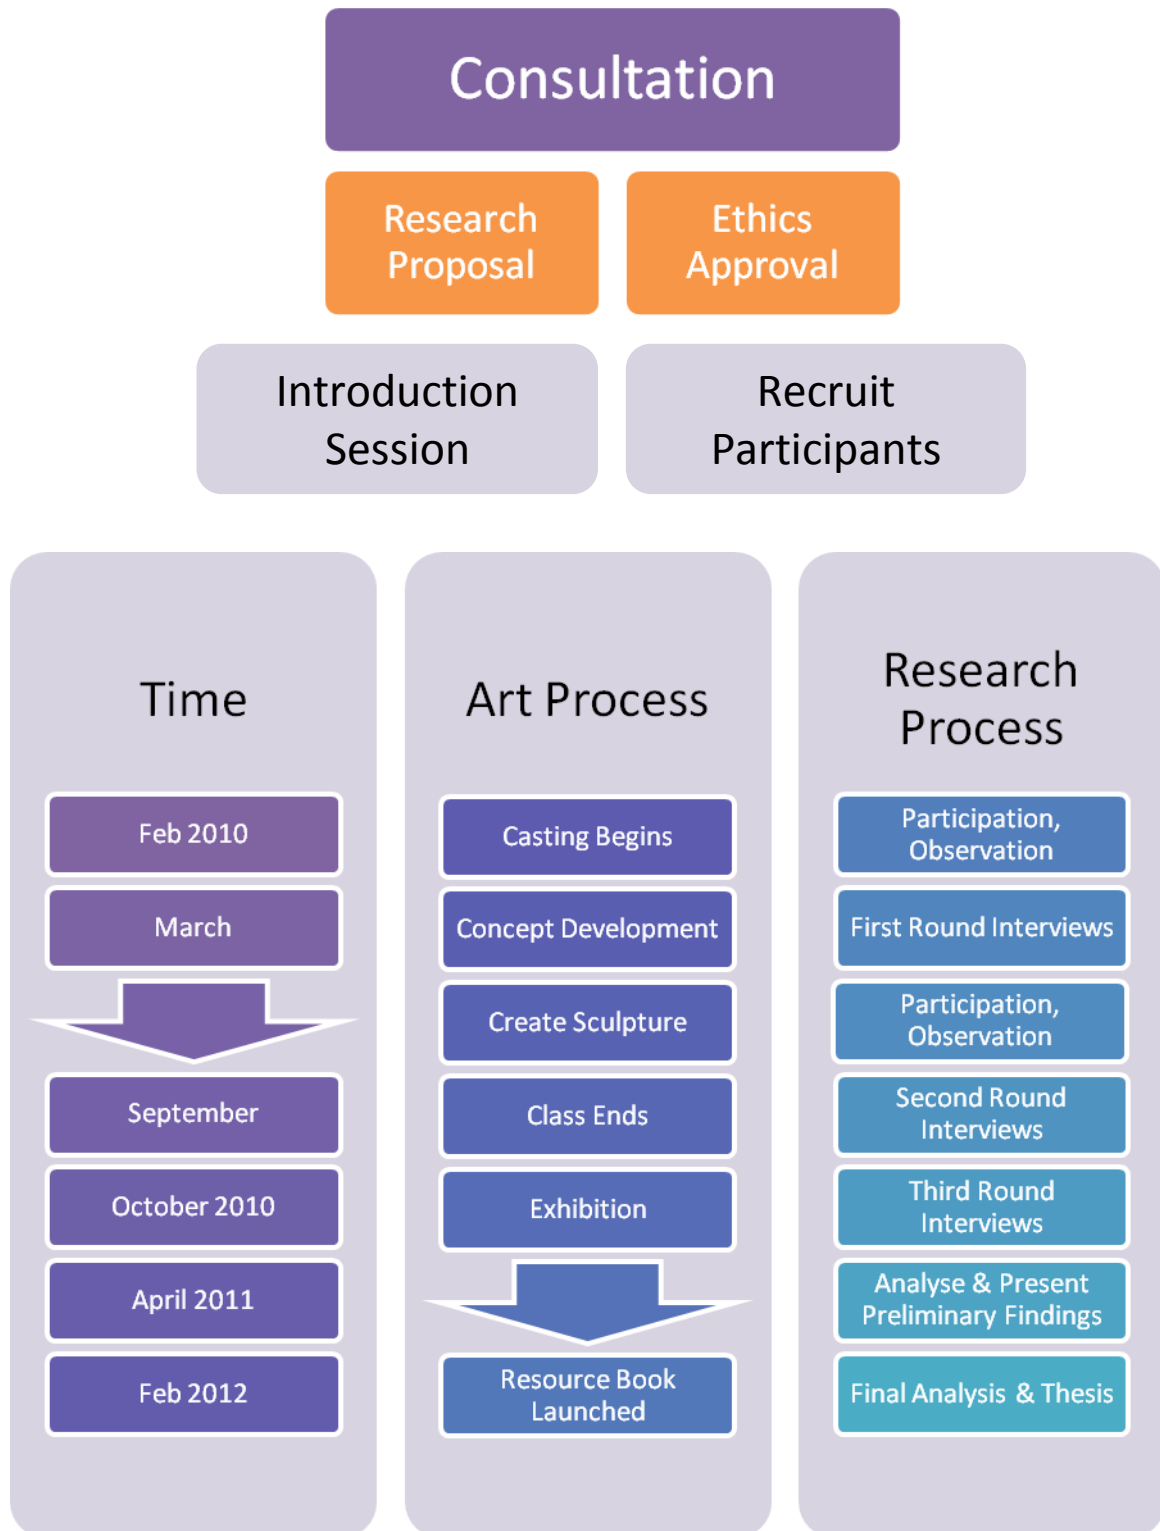 Consultation
Research
Proposal
Ethics
Approval
Introduction
Session
Recruit
Participants
Time
Feb 2010
March
September
October 2010
April 2011
Feb 2012
Art Process
Casting Begins
Concept Development
Create Sculpture
Class Ends
Exhibition
Resource Book
Launched
Research
Process
Participation,
Observation
First Round Interviews
Participation,
Observation
Second Round
Interviews
Third Round
Interviews
Analyse & Present
Preliminary Findings
Final Analysis & Thesis